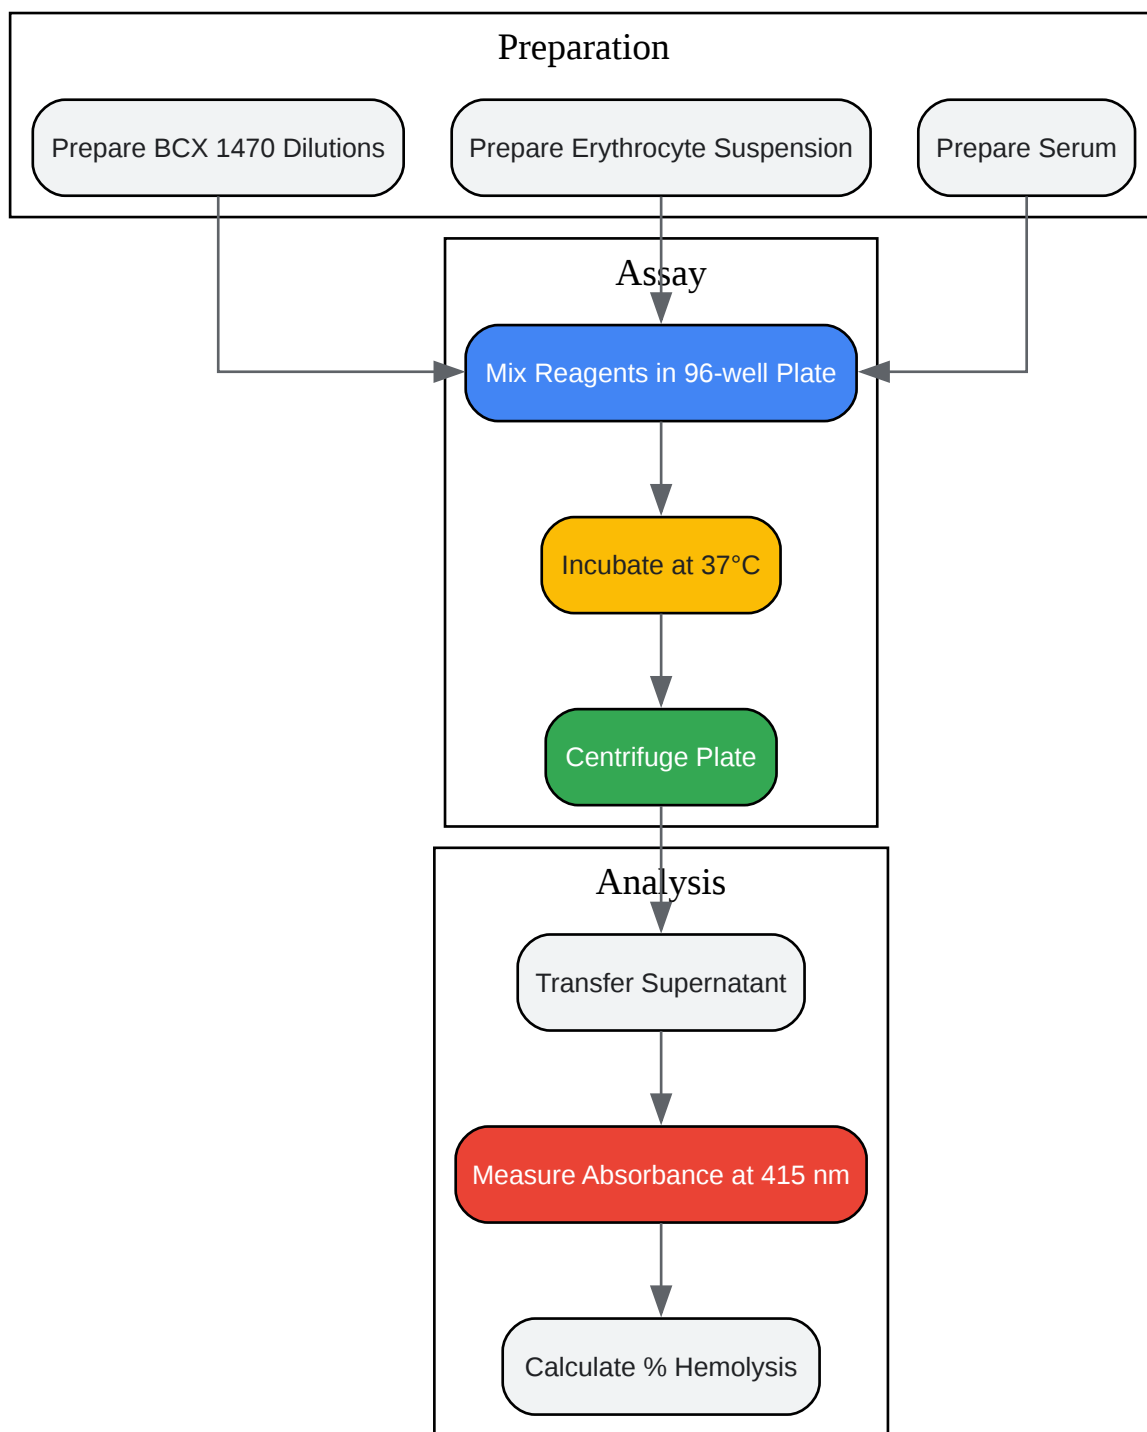 Preparation
Prepare BCX 1470 Dilutions
Prepare Erythrocyte Suspension
Prepare Serum
Assay
Mix Reagents in 96-well Plate
Incubate at 37°C
Centrifuge Plate
Analysis
Transfer Supernatant
Measure Absorbance at 415 nm
Calculate % Hemolysis